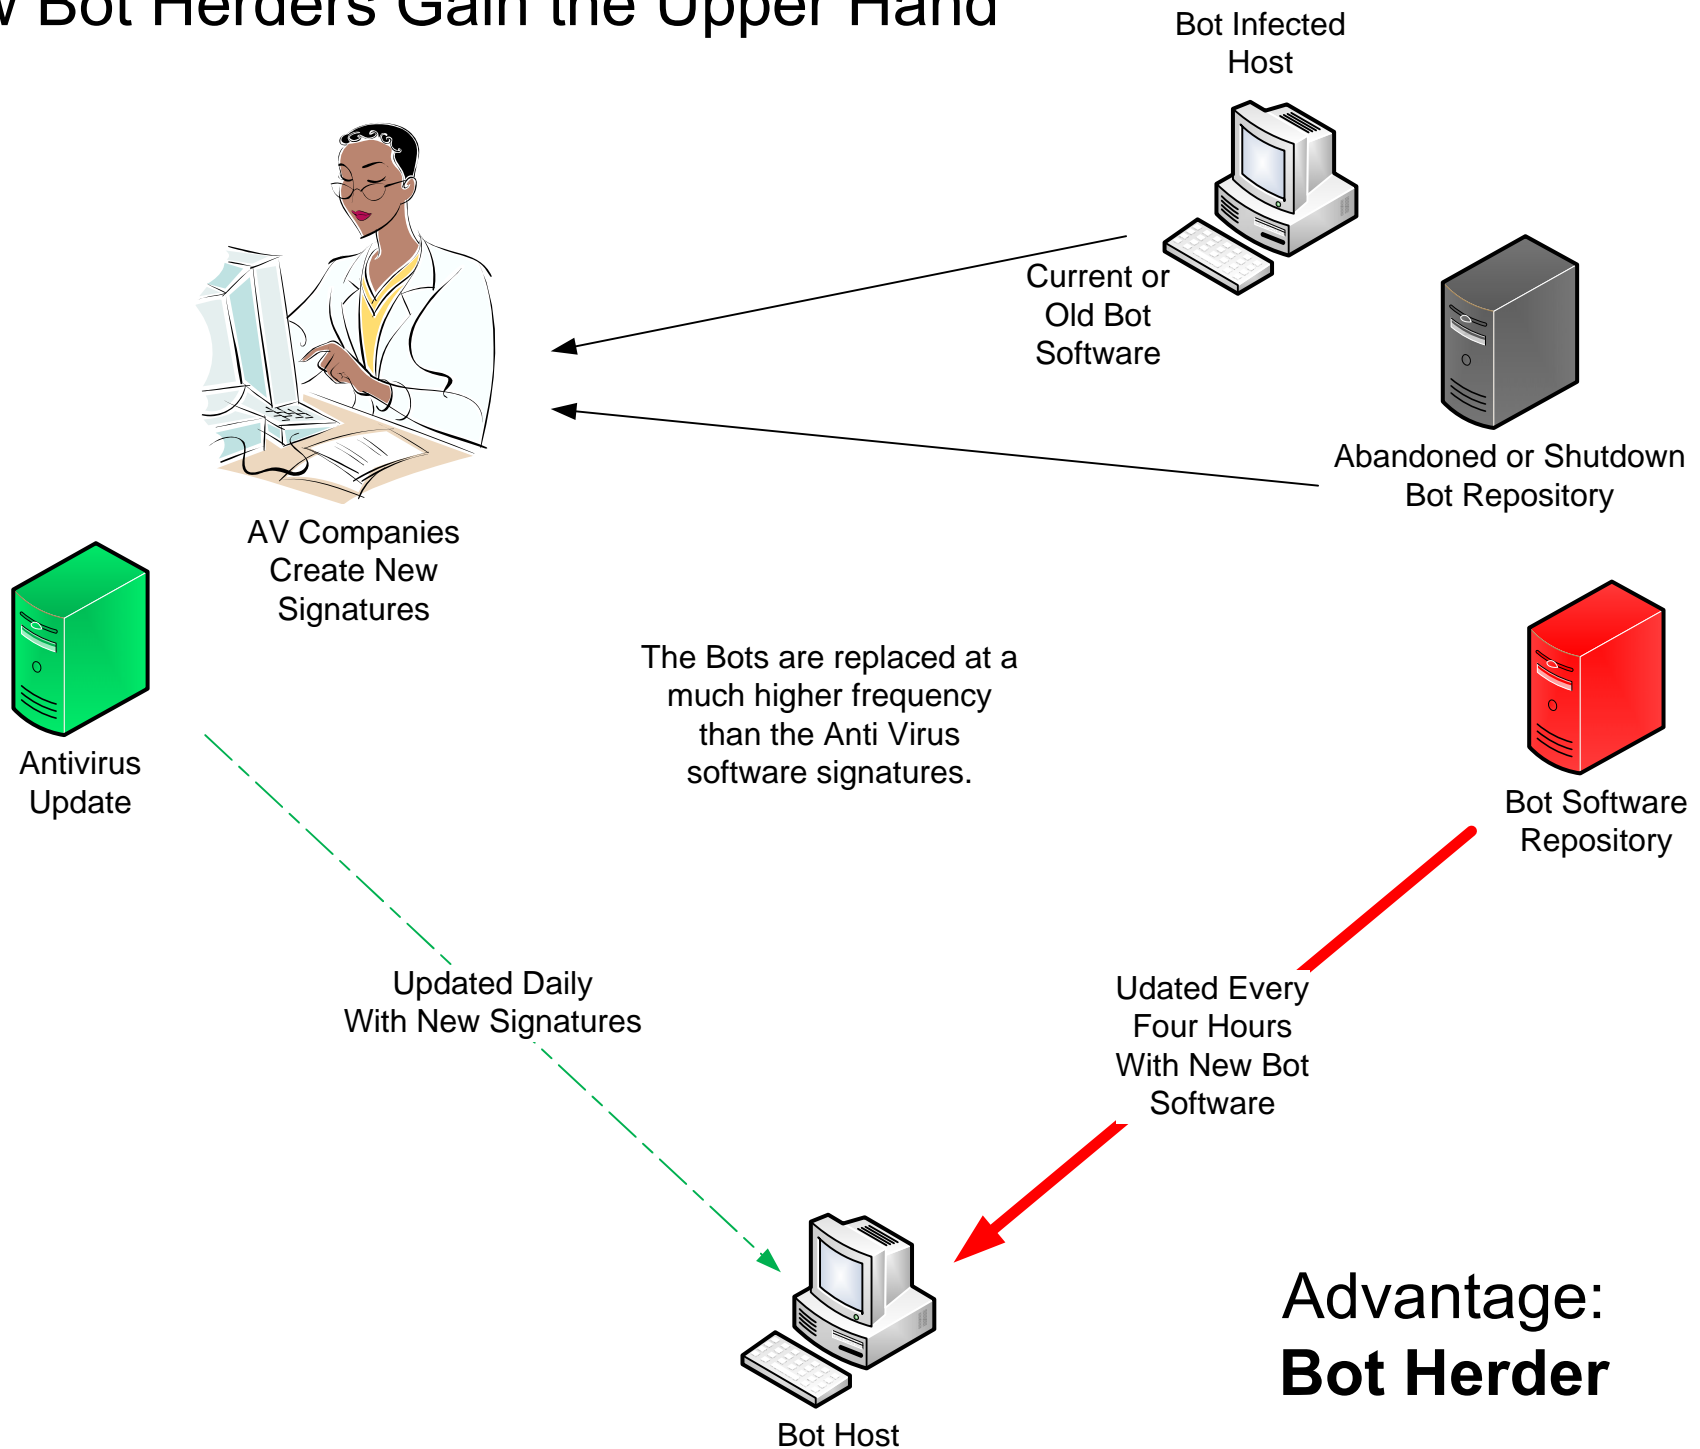 Bot Herders Gain the Upper Hand
Bot Infected
Host
Current or
Old Bot
Software
Abandoned or Shutdown
Bot Repository
AV Companies
Create New
Signatures
Antivirus
Update
The Bots are replaced at a
much higher frequency
than the Anti Virus
software signatures.
Bot Software
Repository
Updated Daily
With New Signatures
Udated Every
Four Hours
With New Bot
Software
Bot Host
Advantage:
Bot Herder